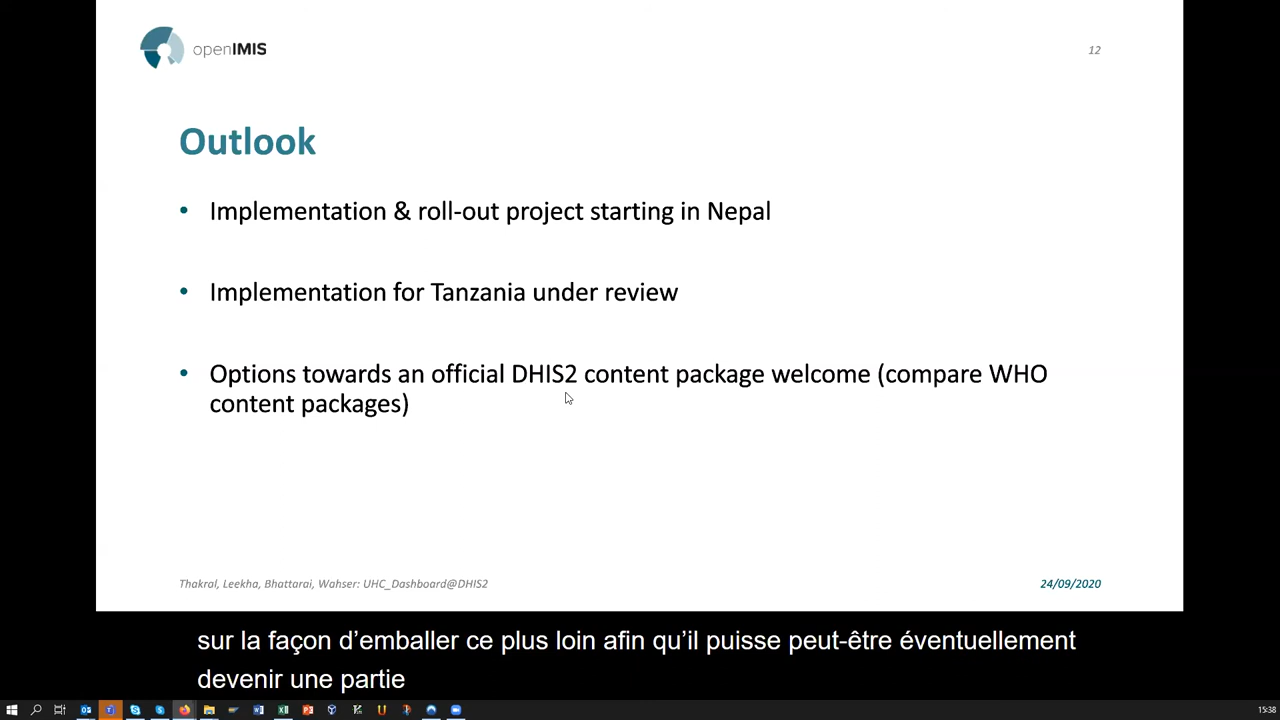 openIMIS
12
Outlook
• Implementation & roll-out project starting in Nepal
• Implementation for Tanzania under review
• Options towards an official DHIS2 content package welcome (compare WHO
content packages)
Thakral, Leekha, Bhattarai, Wahser: UHC_Dashboard@DHIS2
24/09/2020
sur la façon d’emballer ce plus loin afin qu’il puisse peut-être éventuellement
devenir une partie
15:38